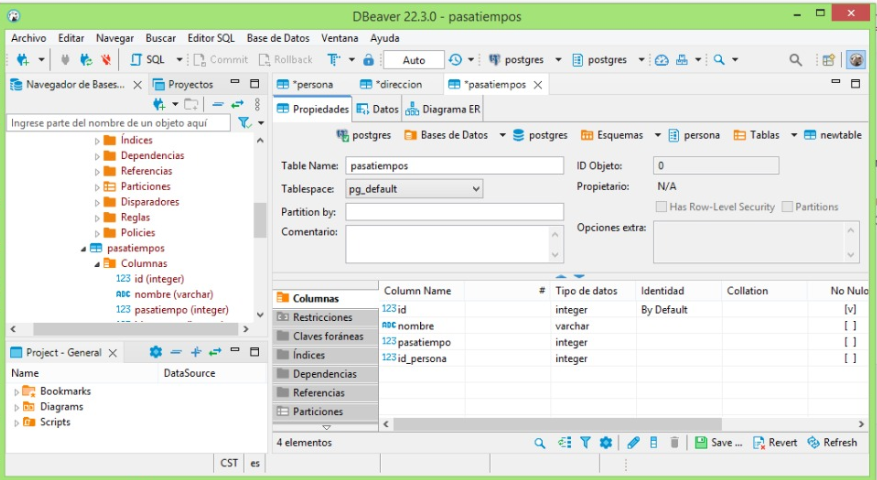 DBeaver 22.3.0 - pasatiempos
Archivo Editar Navegar Buscar Editor SQL Base de Datos Ventana Ayuda
SQL Commit Rollback Auto postgres postgres
Navegador de Bases... Proyectos
Ingrese parte del nombre de un objeto aquí
Índices
Dependencias
Referencias
Particiones
Disparadores
Reglas
Policies
pasatiempos
Columnas
123 id (integer)
ABC nombre (varchar)
123 pasatiempo (integer)
Project - General
Name DataSource
Bookmarks
Diagrams
Scripts
*persona *direccion *pasatiempos
Propiedades Datos Diagrama ER
postgres Bases de Datos postgres Esquemas persona Tablas newtable
Table Name: pasatiempos ID Objeto: 0
Tablespace: pg_default Propietario: N/A
Partition by: Has Row-Level Security Partitions
Comentario: Opciones extra:
Columnas
Restricciones
Claves foráneas
Índices
Dependencias
Referencias
Particiones
Column Name # Tipo de datos Identidad Collation No Nulo
123 id integer By Default [v]
ABC nombre varchar [ ]
123 pasatiempo integer [ ]
123 id_persona integer [ ]
4 elementos Save ... Revert Refresh
CST es